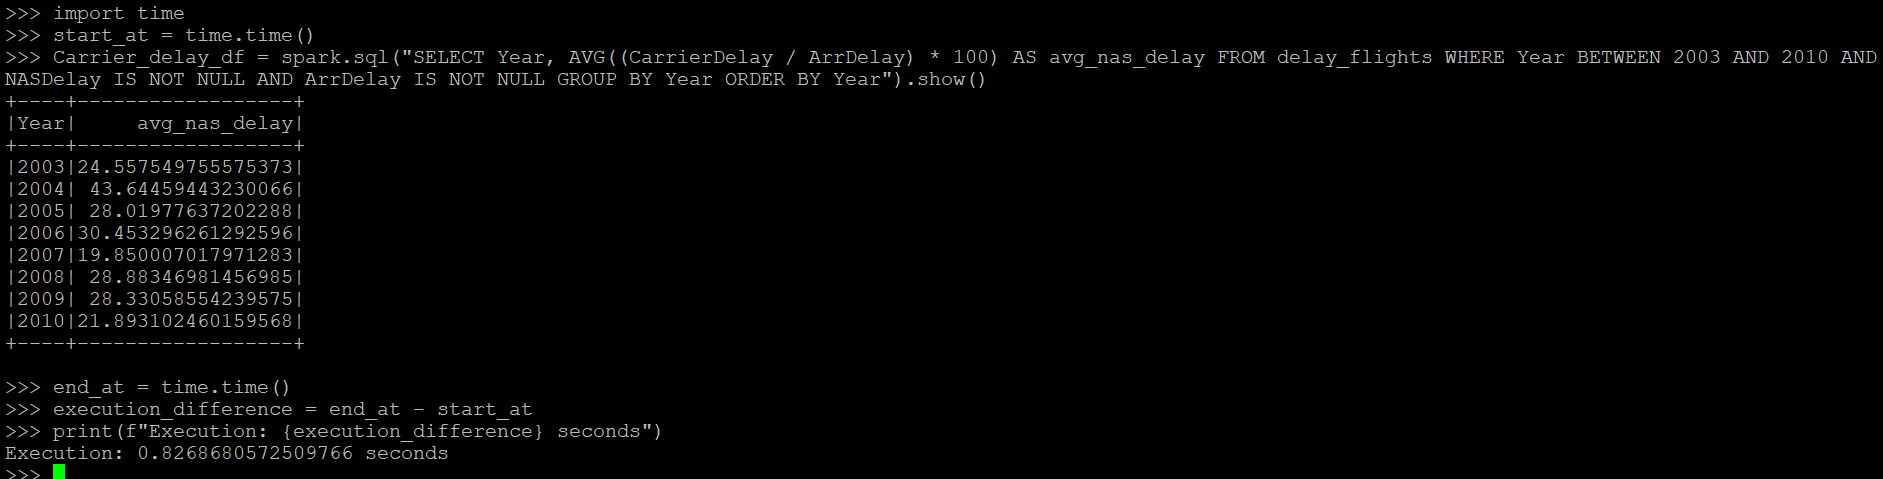 >>> import time
>>> start_at = time.time()
>>> Carrier_delay_df = spark.sql("SELECT Year, AVG((CarrierDelay / ArrDelay) * 100) AS avg_nas_delay FROM delay_flights WHERE Year BETWEEN 2003 AND 2010 AND
NASDelay IS NOT NULL AND ArrDelay IS NOT NULL GROUP BY Year ORDER BY Year").show()
+----+------------------+
|Year|     avg_nas_delay|
+----+------------------+
|2003|24.557549755575373|
|2004| 43.64459443230066|
|2005| 28.01977637202288|
|2006|30.453296261292596|
|2007|19.850007017971283|
|2008| 28.88346981456985|
|2009| 28.33058554239575|
|2010|21.893102460159568|
+----+------------------+

>>> end_at = time.time()
>>> execution_difference = end_at - start_at
>>> print(f"Execution: {execution_difference} seconds")
Execution: 0.8268680572509766 seconds
>>>